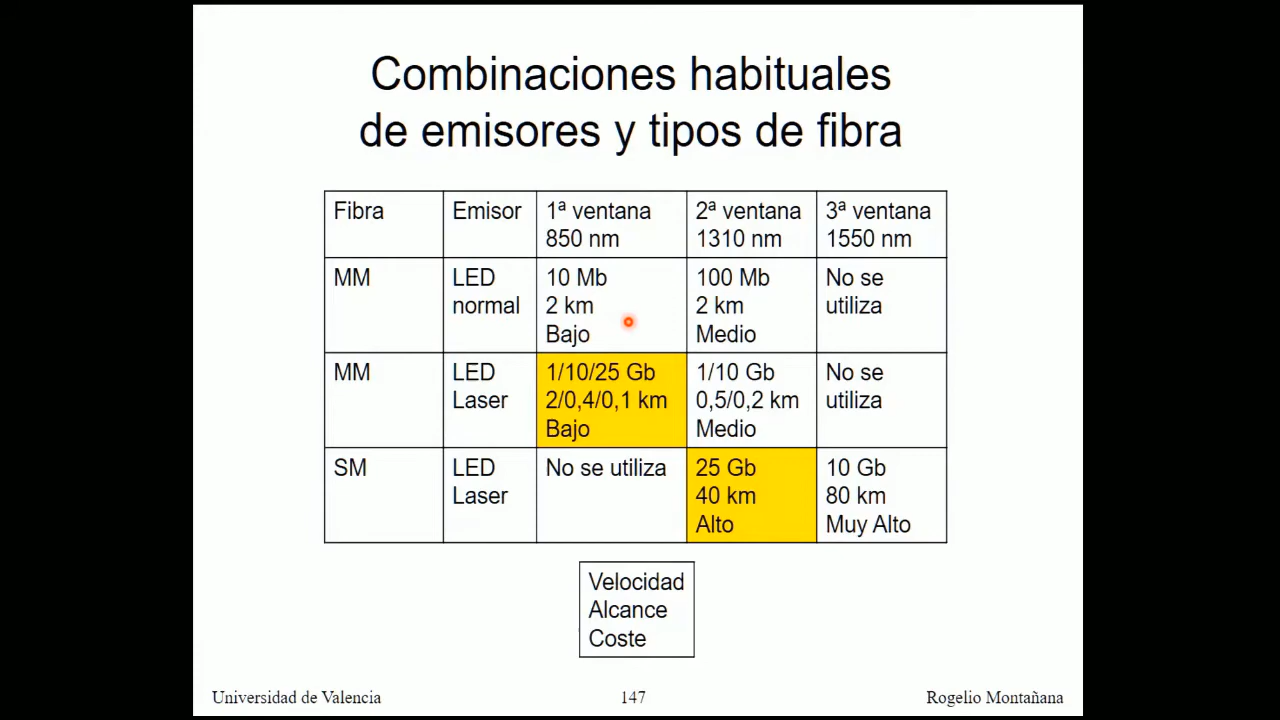 Combinaciones habituales
de emisores y tipos de fibra
Fibra Emisor 1ª ventana 2ª ventana 3ª ventana
850 nm 1310 nm 1550 nm
MM LED 10 Mb 100 Mb No se
normal 2 km 2 km utiliza
Bajo Medio
MM LED 1/10/25 Gb 1/10 Gb No se
Laser 2/0,4/0,1 km 0,5/0,2 km utiliza
Bajo Medio
SM LED No se utiliza 25 Gb 10 Gb
Laser 40 km 80 km
Alto Muy Alto
Velocidad
Alcance
Coste
Universidad de Valencia 147 Rogelio Montañana